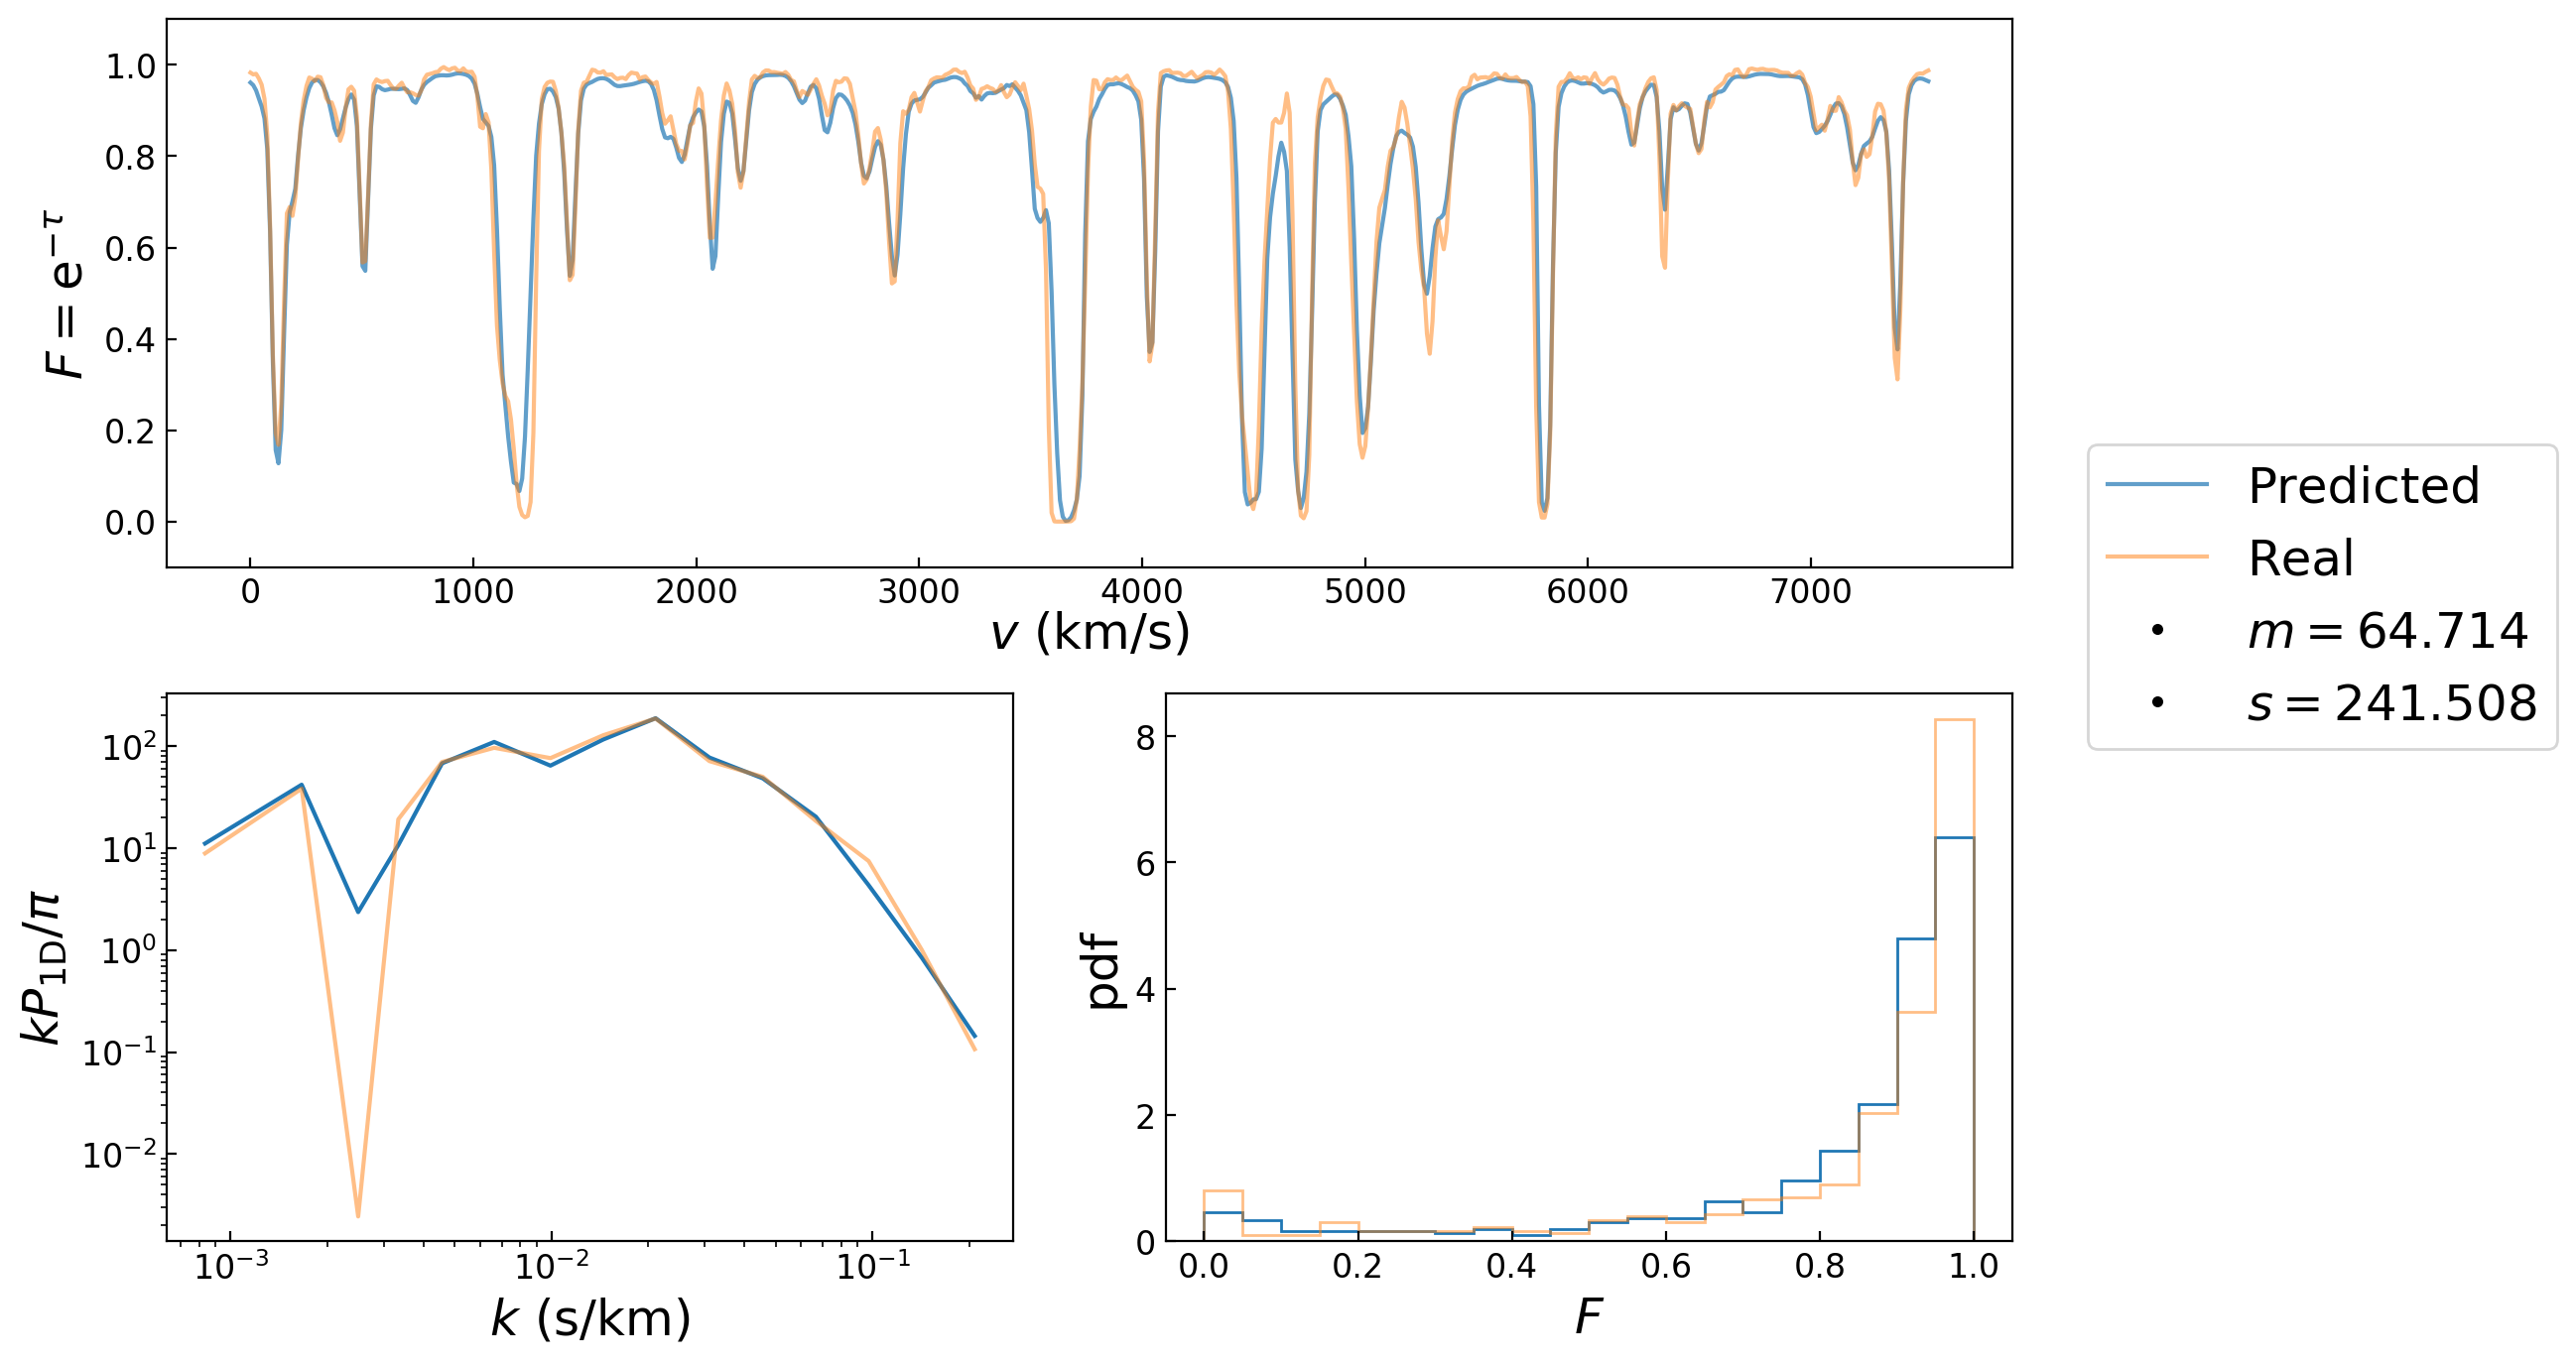 F = e^{−τ}
1.0
0.8
0.6
0.4
0.2
0.0
0 1000 2000 3000 4000 5000 6000 7000
v (km/s)
Predicted
Real
m = 64.714
s = 241.508
kP_{1D}/π
10^2
10^1
10^0
10^{−1}
10^{−2}
10^{−3} 10^{−2} 10^{−1}
k (s/km)
pdf
8
6
4
2
0
0.0 0.2 0.4 0.6 0.8 1.0
F